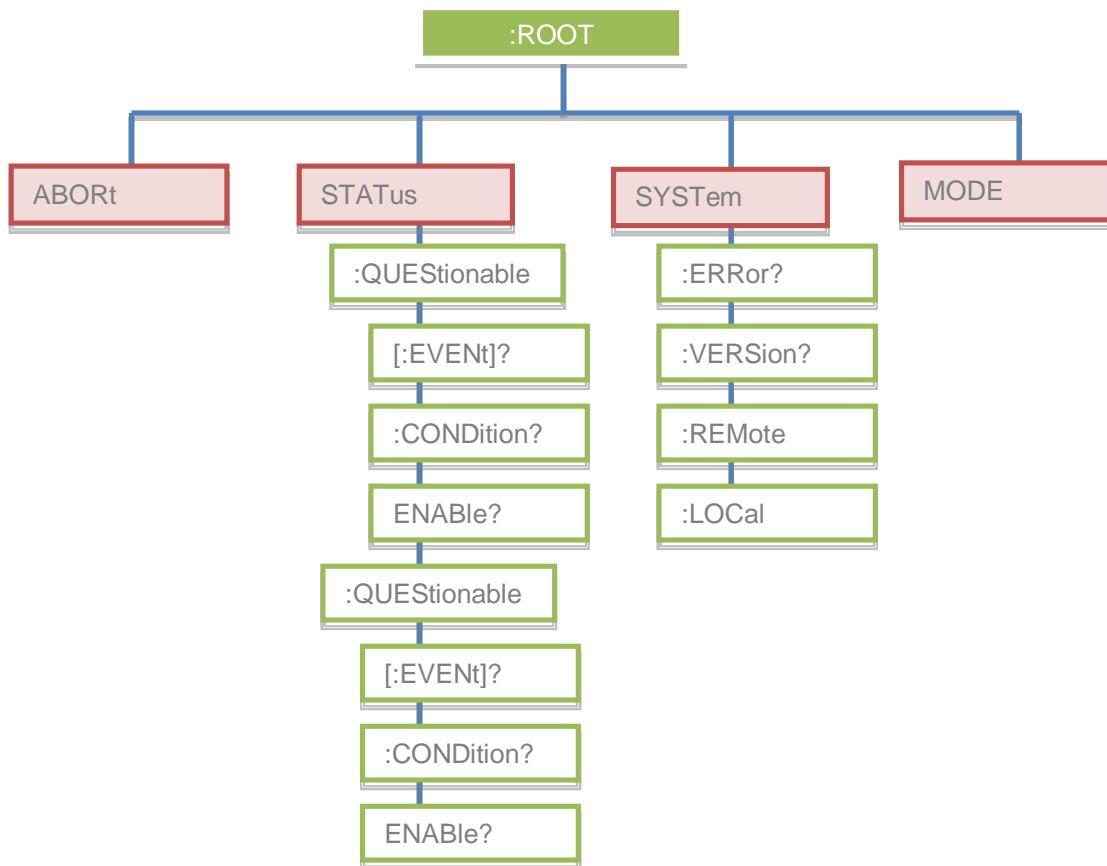 :ROOT
ABORt
STATus
SYSTem
MODE
:QUEStionable
:ERRor?
[:EVENt]?
:VERSion?
:CONDition?
:REMote
ENABle?
:LOCal
:QUEStionable
[:EVENt]?
:CONDition?
ENABle?